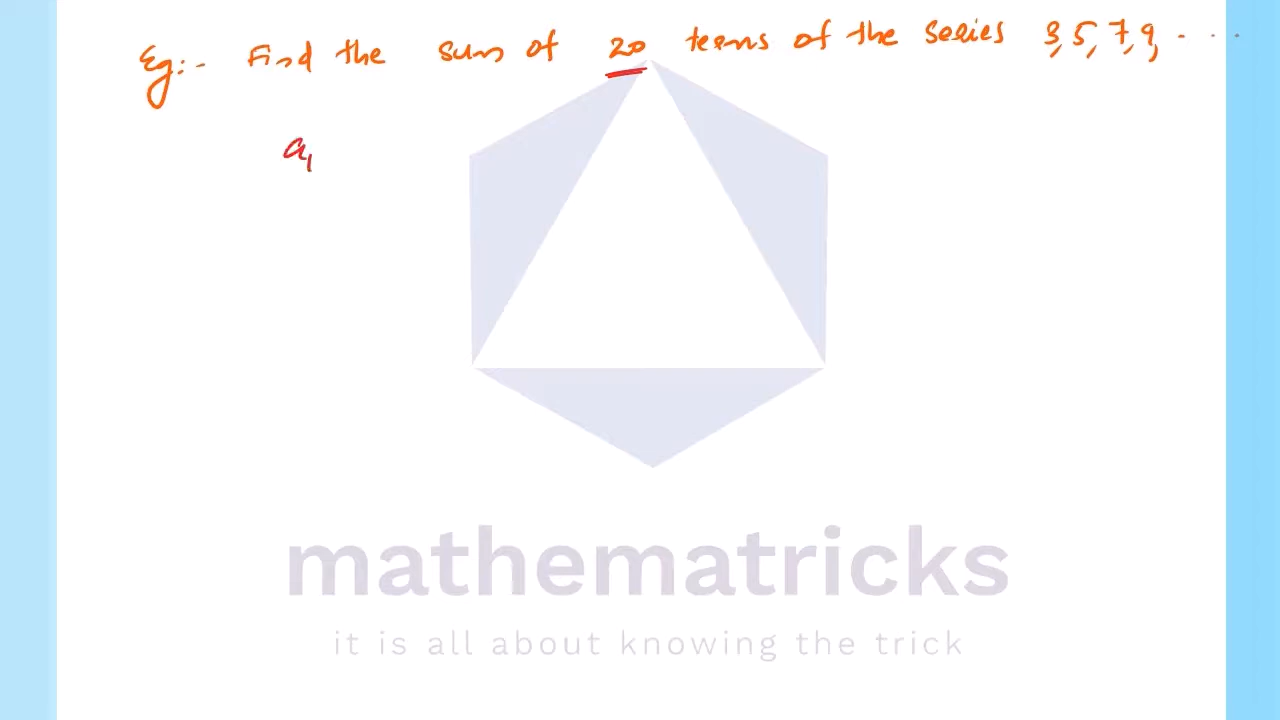 Eg:- Find the sum of 20 terms of the series 3, 5, 7, 9, - - -
a₁
mathematricks
it is all about knowing the trick